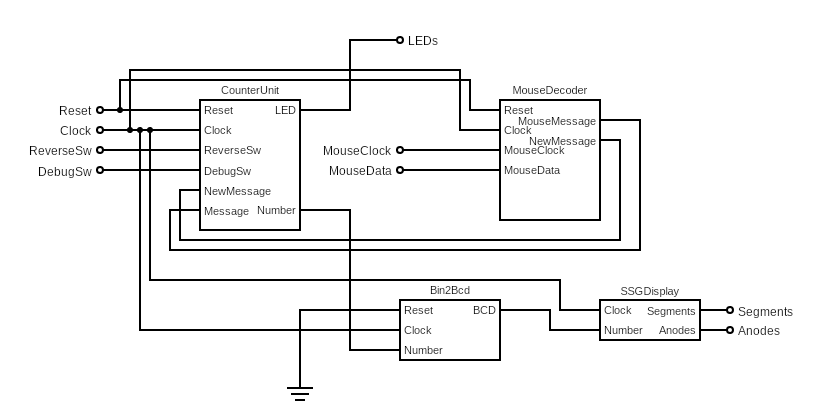 LEDs
CounterUnit
MouseDecoder
Reset
Reset
LED
Reset
MouseMessage
Clock
Clock
Clock
NewMessage
ReverseSw
ReverseSw
MouseClock
MouseClock
DebugSw
DebugSw
MouseData
MouseData
NewMessage
Message
Number
Bin2Bcd
SSGDisplay
Reset
BCD
Clock
Segments
Segments
Clock
Number
Anodes
Anodes
Number